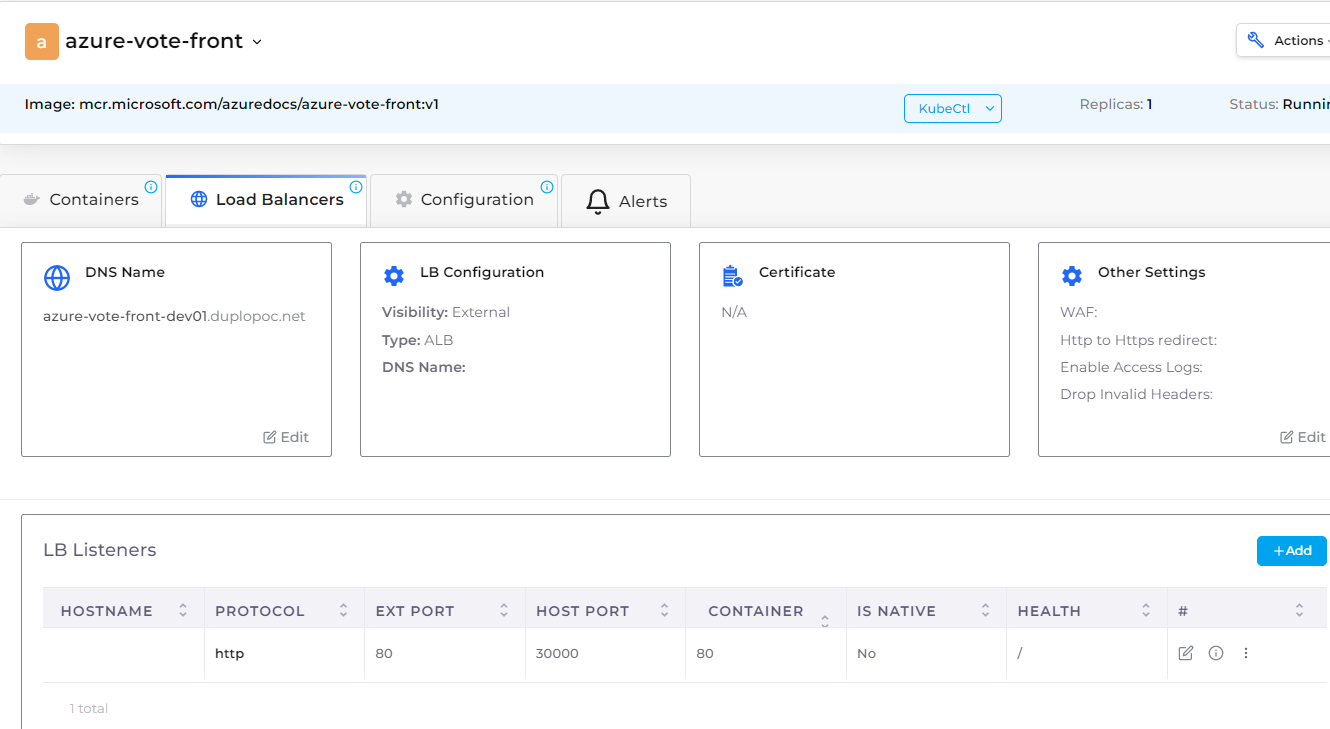 a azure-vote-front
Actions
Image: mcr.microsoft.com/azuredocs/azure-vote-front:v1
KubeCtl
Replicas: 1
Status:
Containers
Load Balancers
Configuration
Alerts
DNS Name
azure-vote-front-dev01.duplopoc.net
Edit
LB Configuration
Visibility: External
Type: ALB
DNS Name:
Certificate
N/A
Other Settings
WAF:
Http to Https redirect:
Enable Access Logs:
Drop Invalid Headers:
Edit
LB Listeners
+Add
HOSTNAME PROTOCOL EXT PORT HOST PORT CONTAINER IS NATIVE HEALTH #
http 80 30000 80 No /
1 total